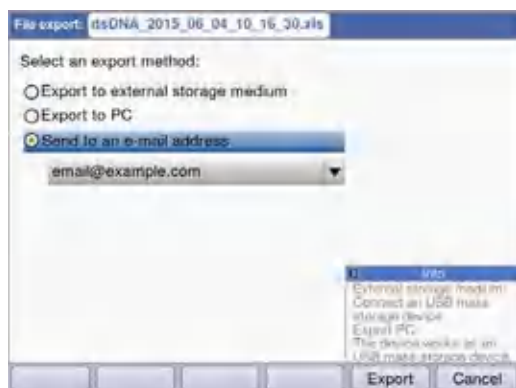 File export: dsDNA_2015_06_04_10_16_30.xls
Select an export method:
Export to external storage medium
Export to PC
Send to an e-mail address
email@example.com
Info
External storage medium:
Connect an USB mass
storage device
Export PC
The device works as an
USB mass storage device
Export Cancel